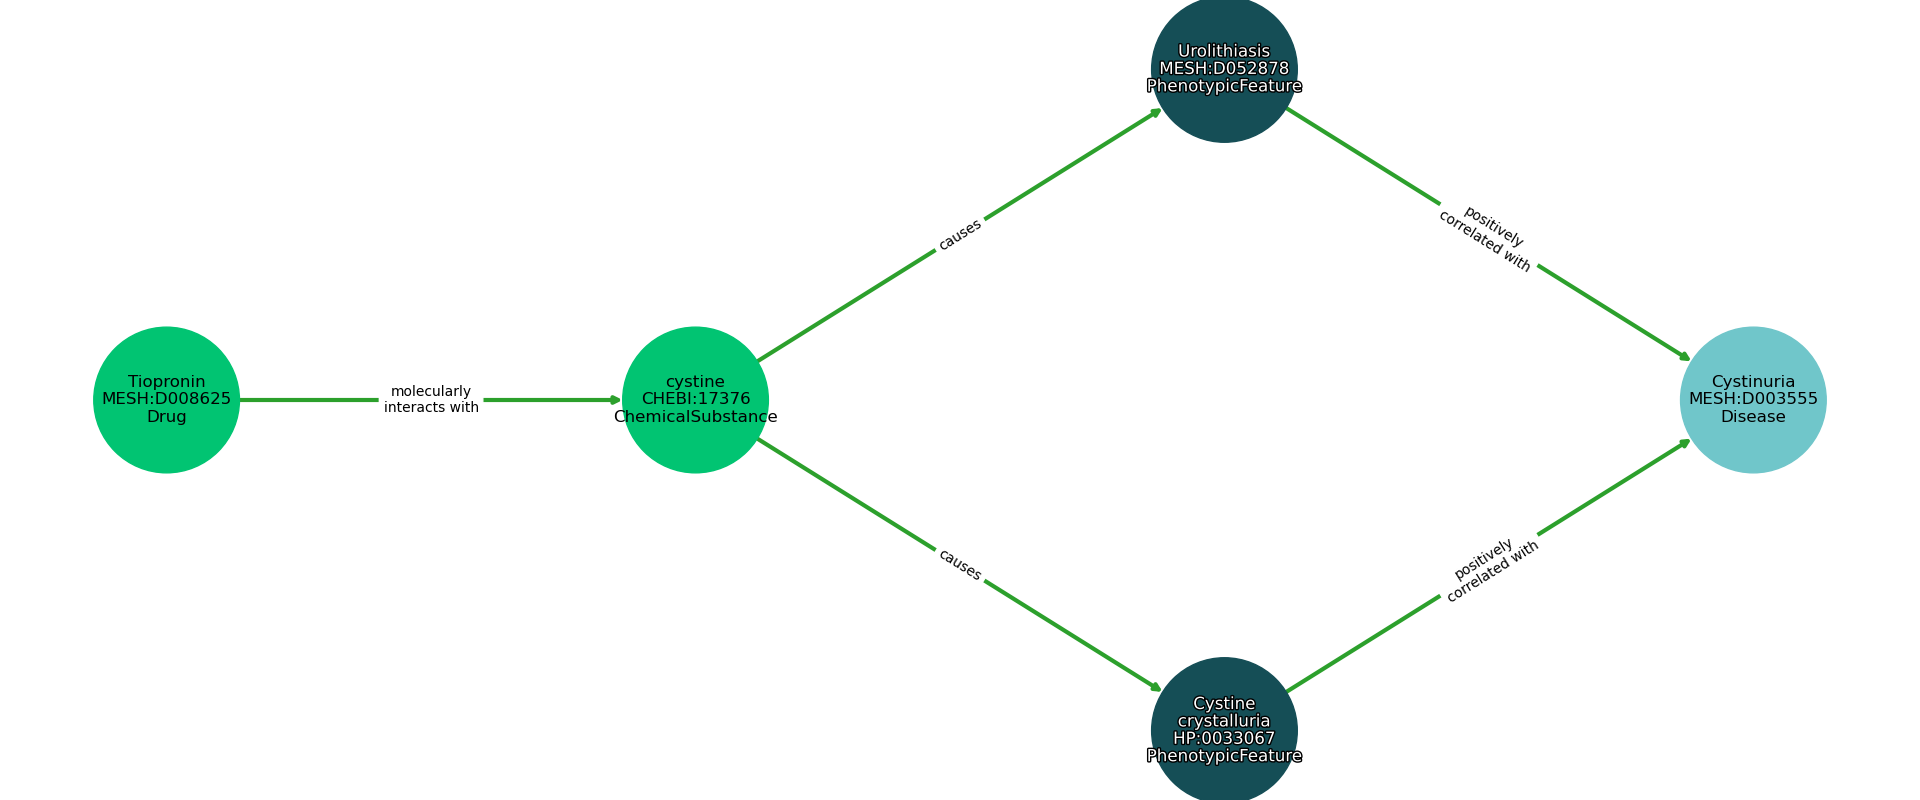 Urolithiasis
MESH:D052878
PhenotypicFeature
positively
correlated with
causes
Tiopronin
MESH:D008625
Drug
molecularly
interacts with
cystine
CHEBI:17376
ChemicalSubstance
Cystinuria
MESH:D003555
Disease
causes
positively
correlated with
Cystine
crystalluria
HP:0033067
PhenotypicFeature